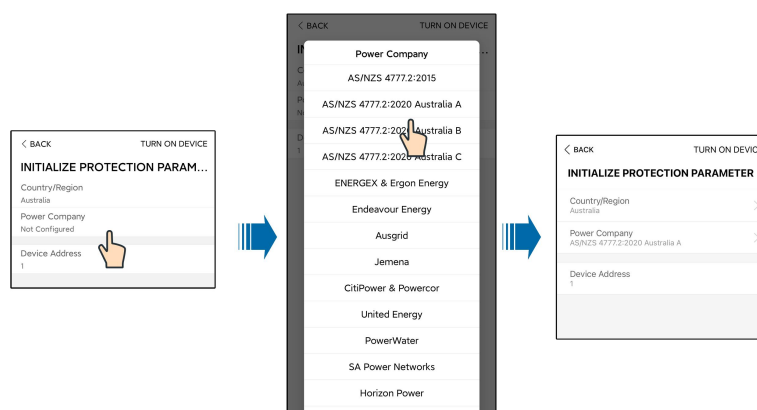 < BACK TURN ON DEVICE
INITIALIZE PROTECTION PARAM...
Country/Region
Australia
Power Company
Not Configured
Device Address
1
< BACK TURN ON DEVICE
Power Company
AS/NZS 4777.2:2015
AS/NZS 4777.2:2020 Australia A
AS/NZS 4777.2:2020 Australia B
AS/NZS 4777.2:2020 Australia C
ENERGEX & Ergon Energy
Endeavour Energy
Ausgrid
Jemena
CitiPower & Powercor
United Energy
PowerWater
SA Power Networks
Horizon Power
< BACK TURN ON DEVIC
INITIALIZE PROTECTION PARAMETER
Country/Region
Australia
Power Company
AS/NZS 4777.2:2020 Australia A
Device Address
1